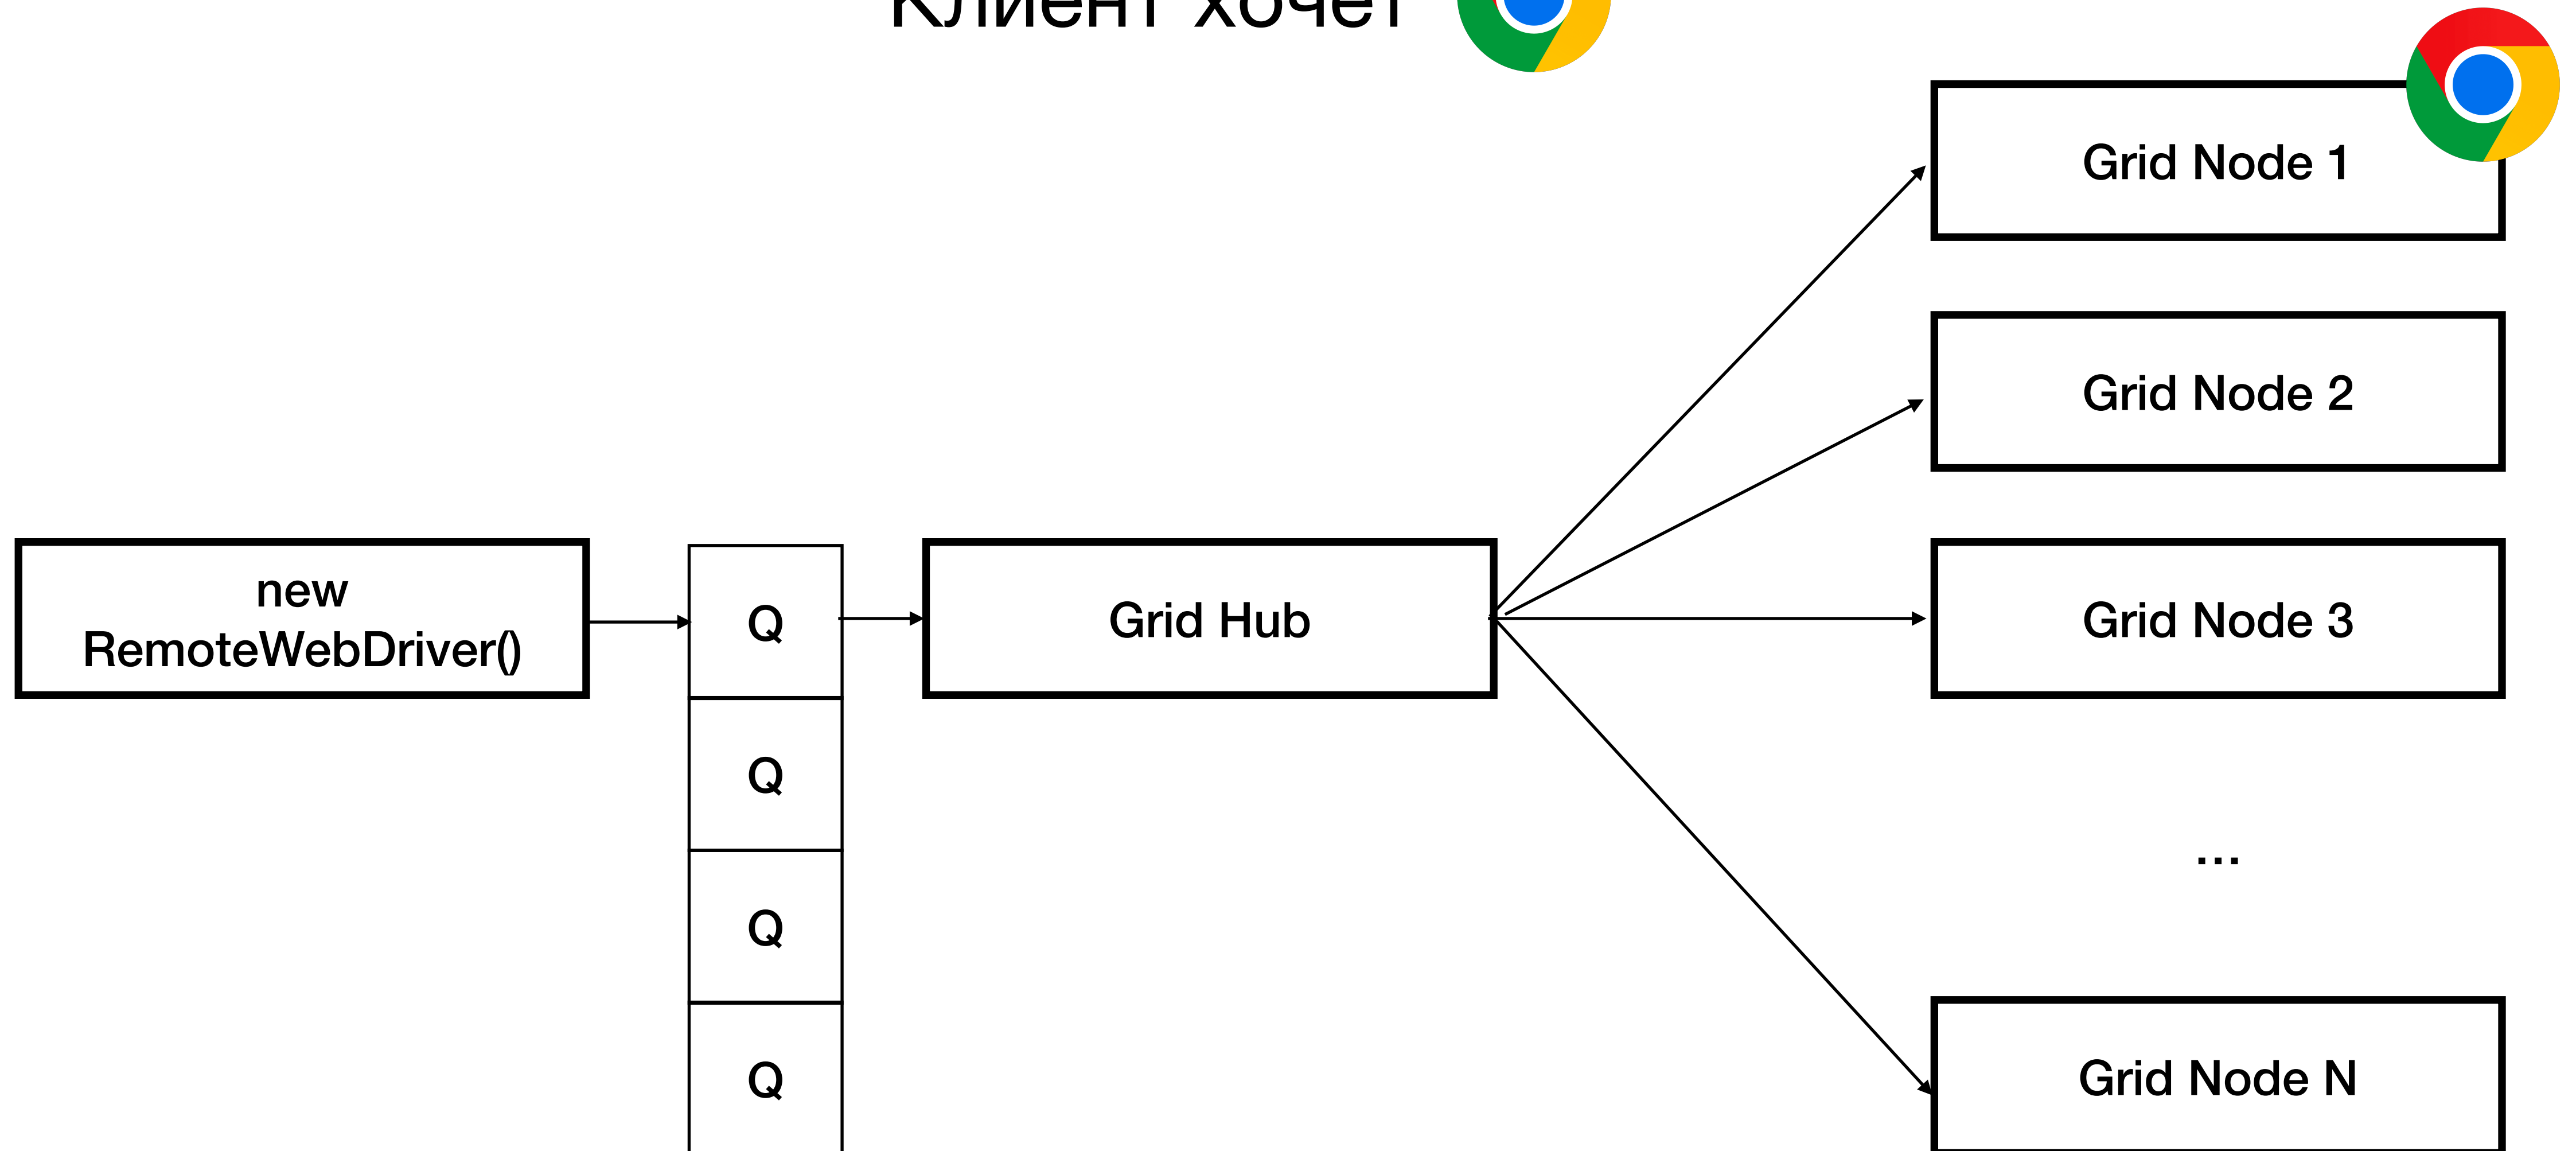 Клиент хочет
Grid Node 1
Grid Node 2
new
RemoteWebDriver()
Q
Grid Hub
Grid Node 3
Q
...
Q
Q
Grid Node N